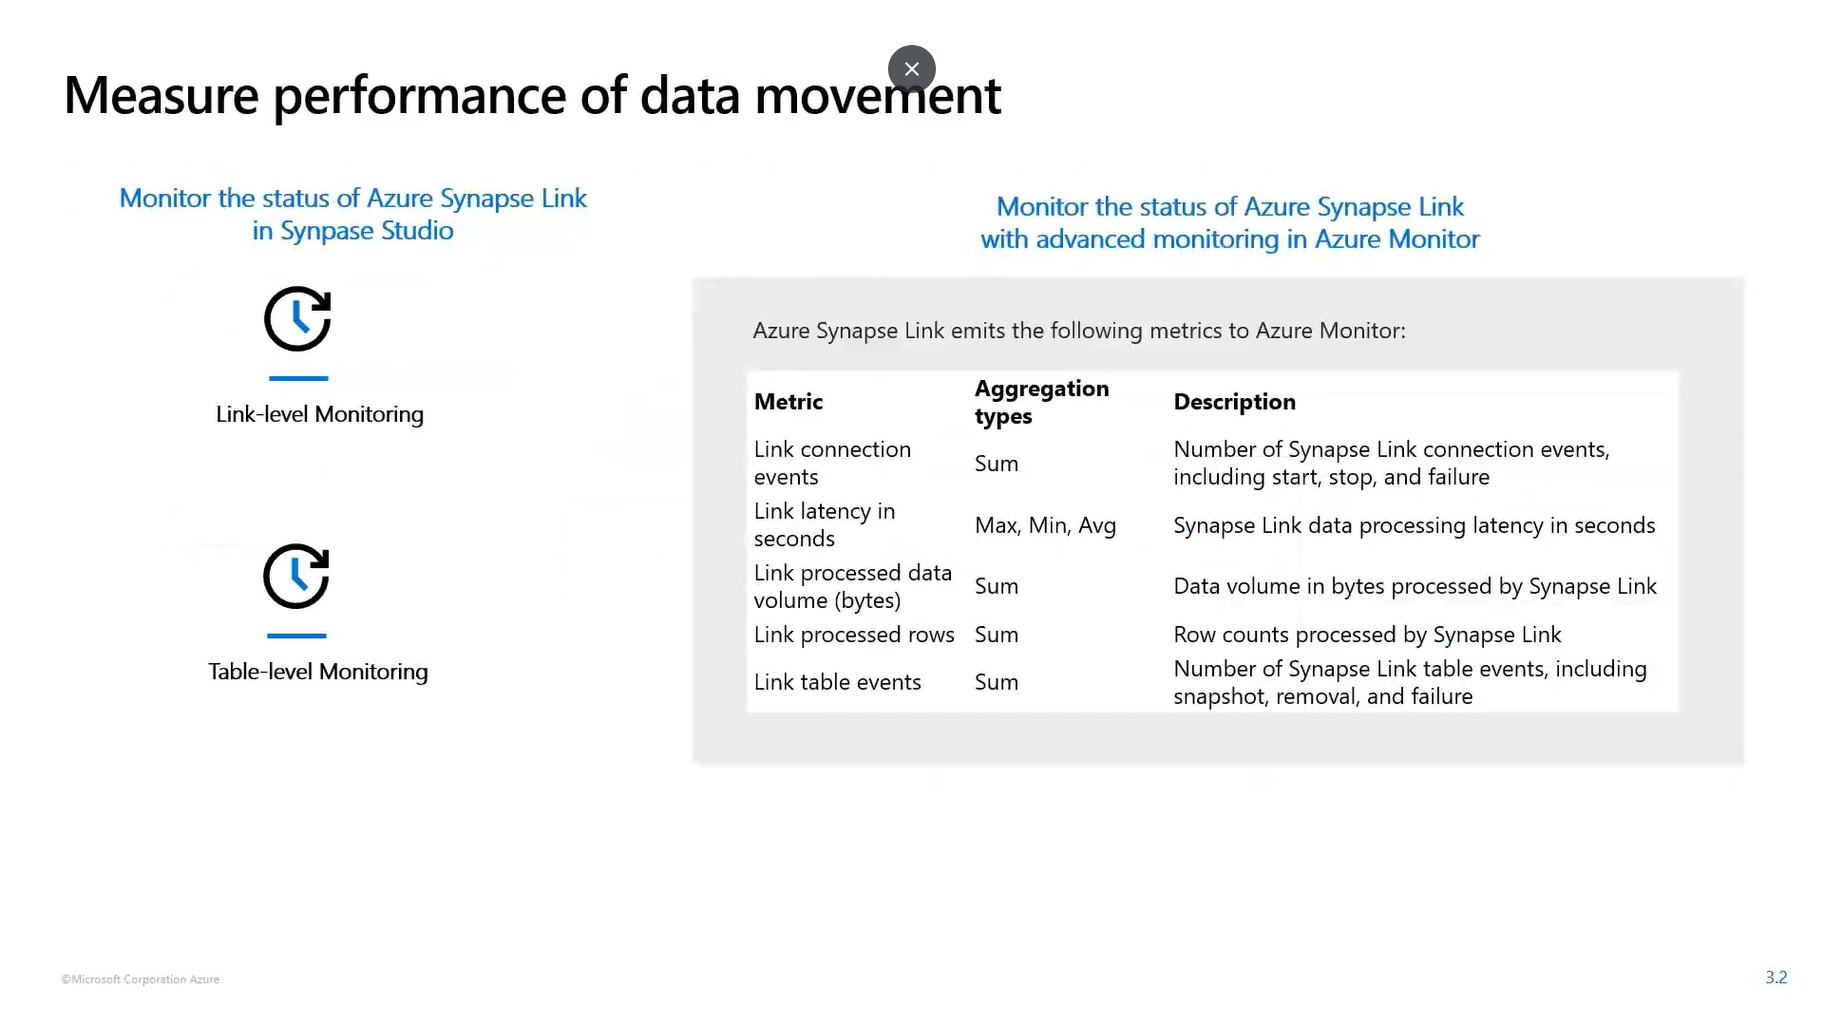 Measure performance of data movement
Monitor the status of Azure Synapse Link
in Synpase Studio
Link-level Monitoring
Table-level Monitoring
Monitor the status of Azure Synapse Link
with advanced monitoring in Azure Monitor
Azure Synapse Link emits the following metrics to Azure Monitor:
Metric
Aggregation
types
Description
Link connection
events
Sum
Number of Synapse Link connection events,
including start, stop, and failure
Link latency in
seconds
Max, Min, Avg
Synapse Link data processing latency in seconds
Link processed data
volume (bytes)
Sum
Data volume in bytes processed by Synapse Link
Link processed rows
Sum
Row counts processed by Synapse Link
Link table events
Sum
Number of Synapse Link table events, including
snapshot, removal, and failure
©Microsoft Corporation Azure
3.2